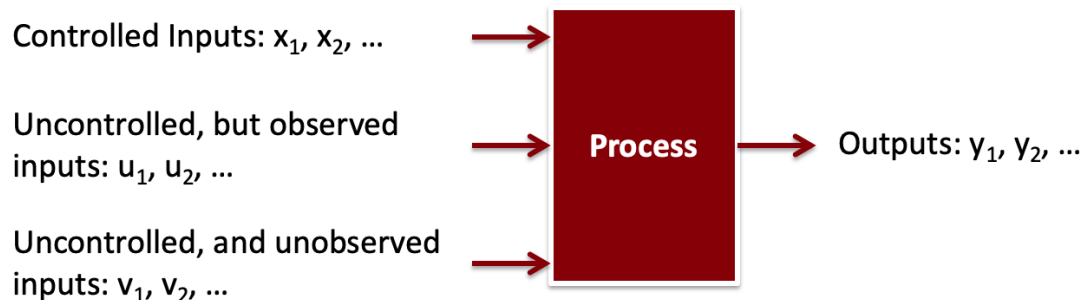 Controlled Inputs: x₁, x₂, ...
Uncontrolled, but observed
inputs: u₁, u₂, ...
Uncontrolled, and unobserved
inputs: v₁, v₂, ...
Process
Outputs: y₁, y₂, ...